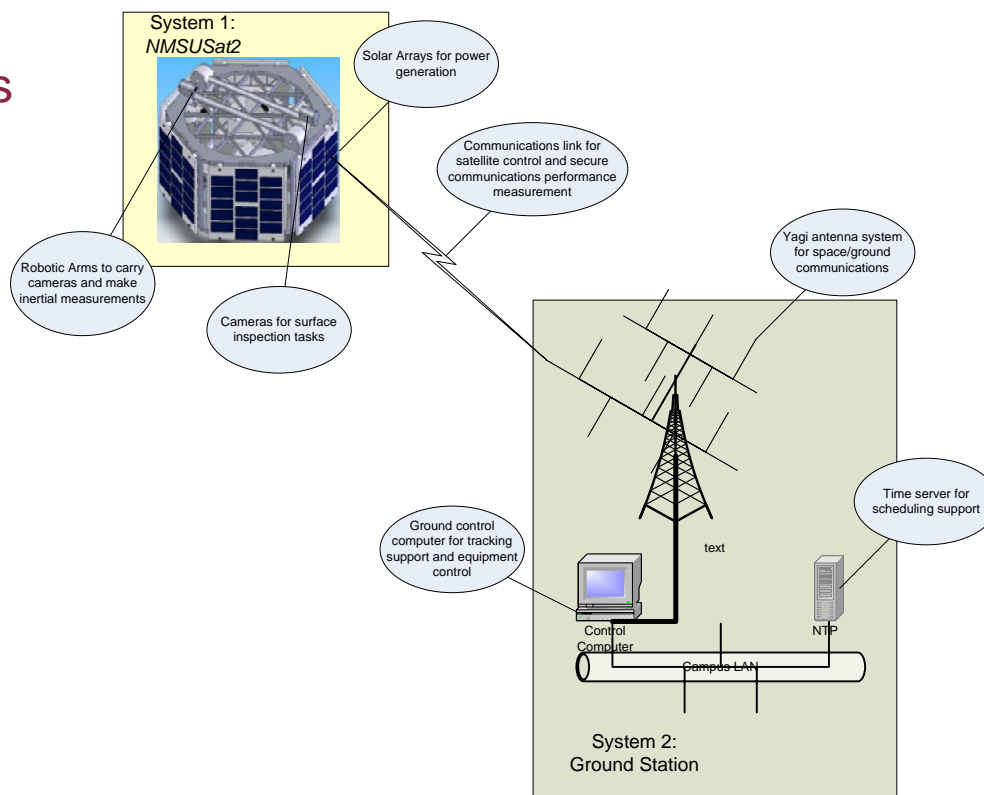 s
System 1:
NMSUSat2
Solar Arrays for power
generation
Communications link for
satellite control and secure
communications performance
measurement
Yagi antenna system
for space/ground
communications
Robotic Arms to carry
cameras and make
inertial measurements
Cameras for surface
inspection tasks
Time server for
scheduling support
Ground control
computer for tracking
support and equipment
control
text
Control
Computer
NTP
Campus LAN
System 2:
Ground Station